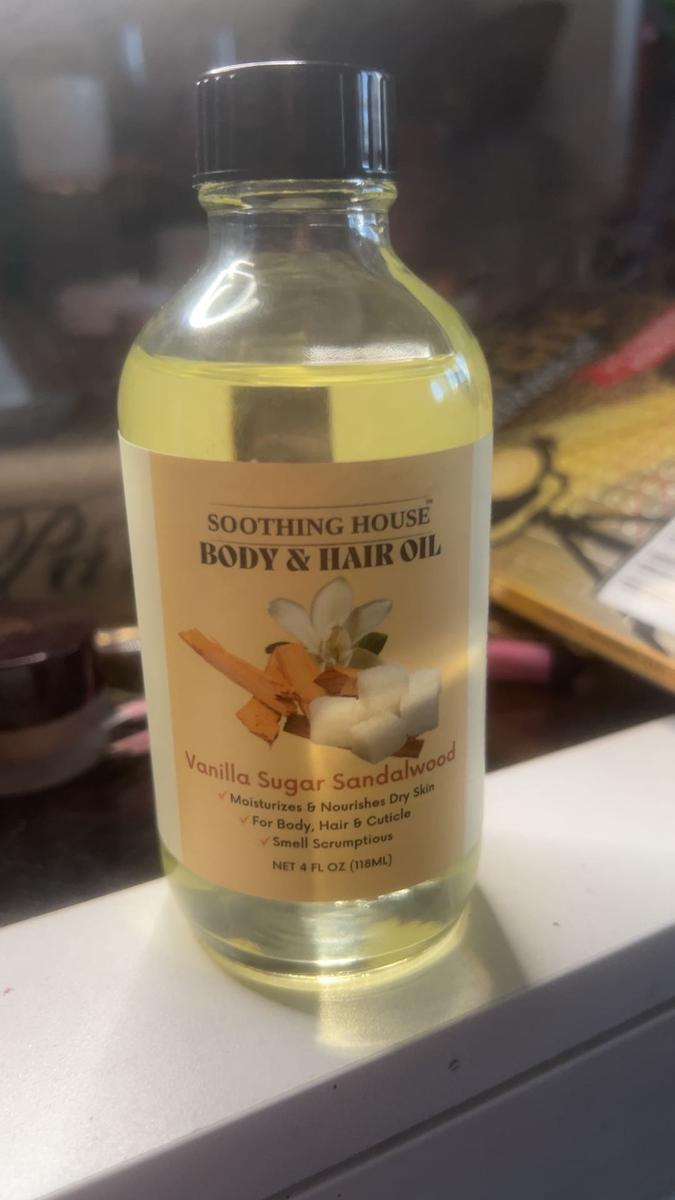 SOOTHING HOUSE™
BODY & HAIR OIL
Vanilla Sugar Sandalwood
✓Moisturizes & Nourishes Dry Skin
✓For Body, Hair & Cuticle
✓Smell Scrumptious
NET 4 FL OZ (118ML)